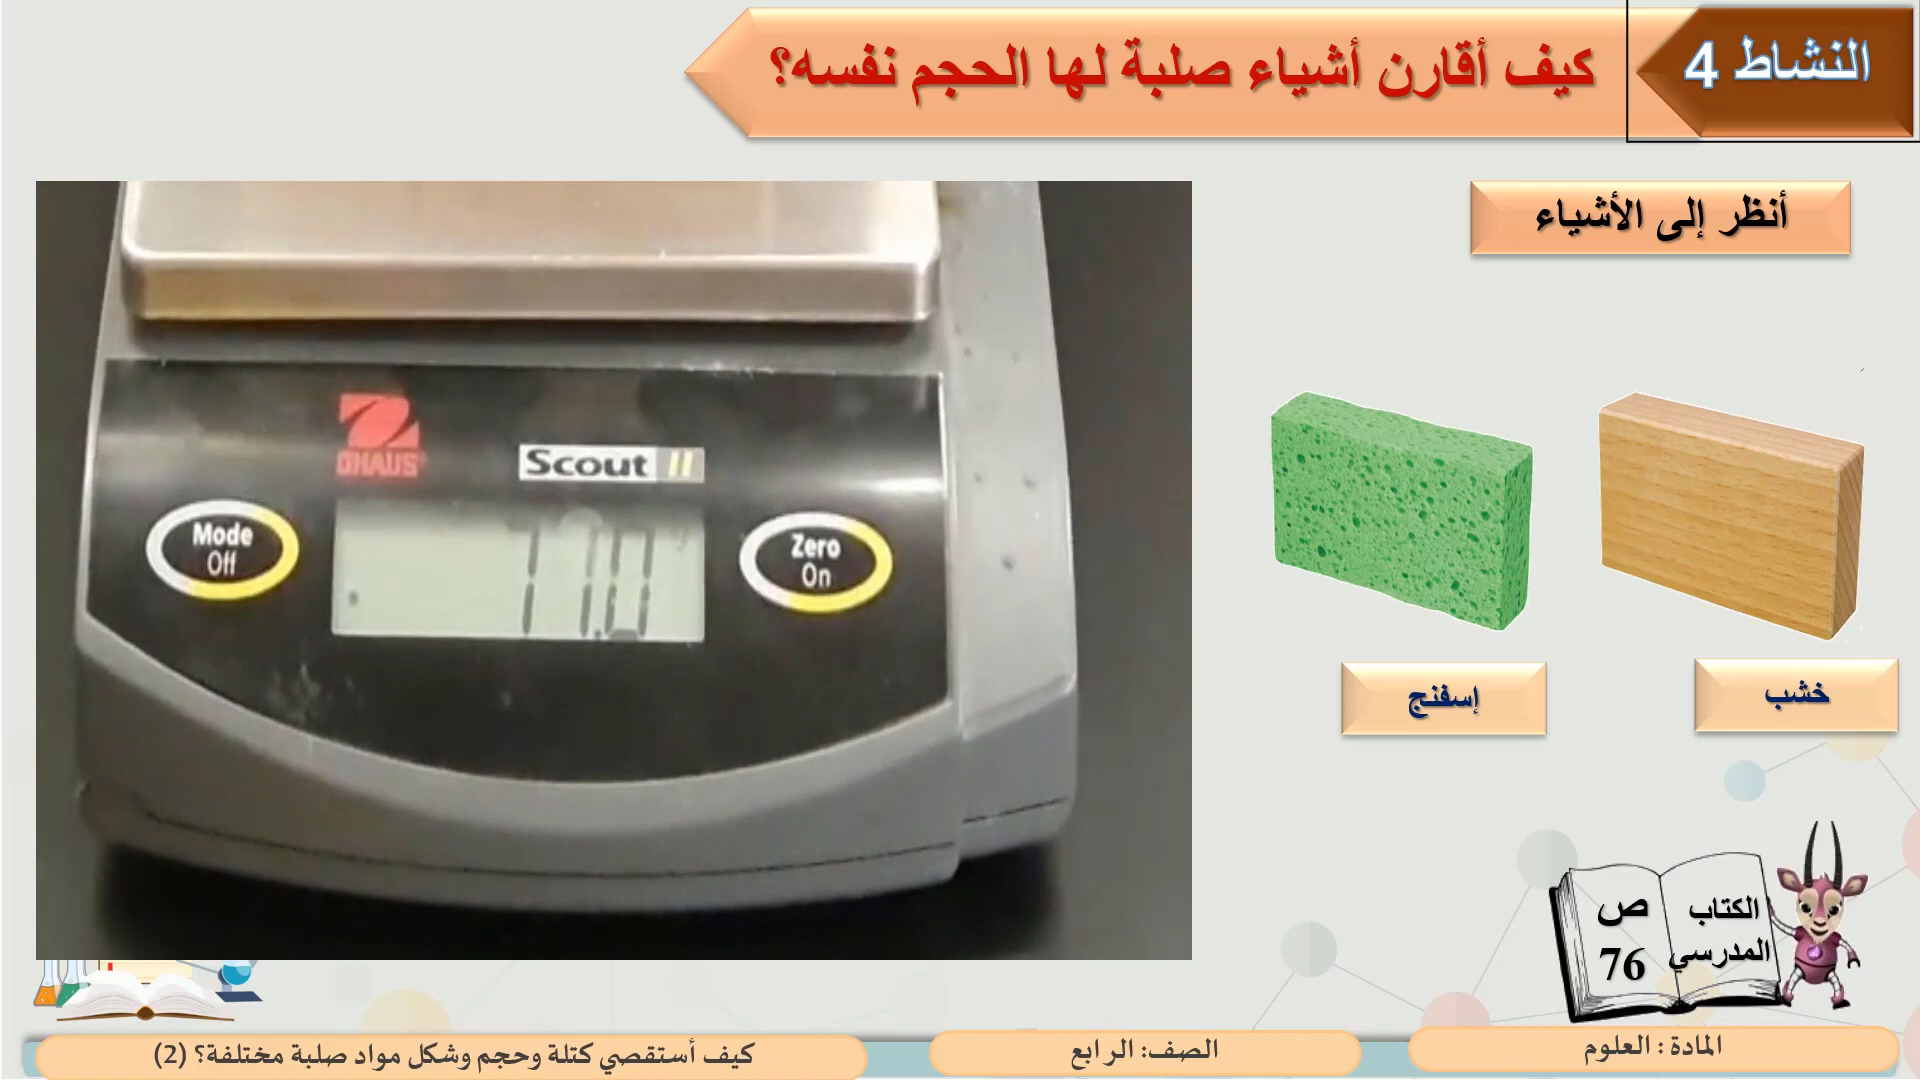 النشاط 4
كيف أقارن أشياء صلبة لها الحجم نفسه؟
أنظر إلى الأشياء
OHAUS
Scout II
Mode
Off
Zero
On
خشب
إسفنج
الكتاب
المدرسي
ص
76
المادة : العلوم
الصف: الرابع
كيف أستقصي كتلة وحجم وشكل مواد صلبة مختلفة؟ (2)